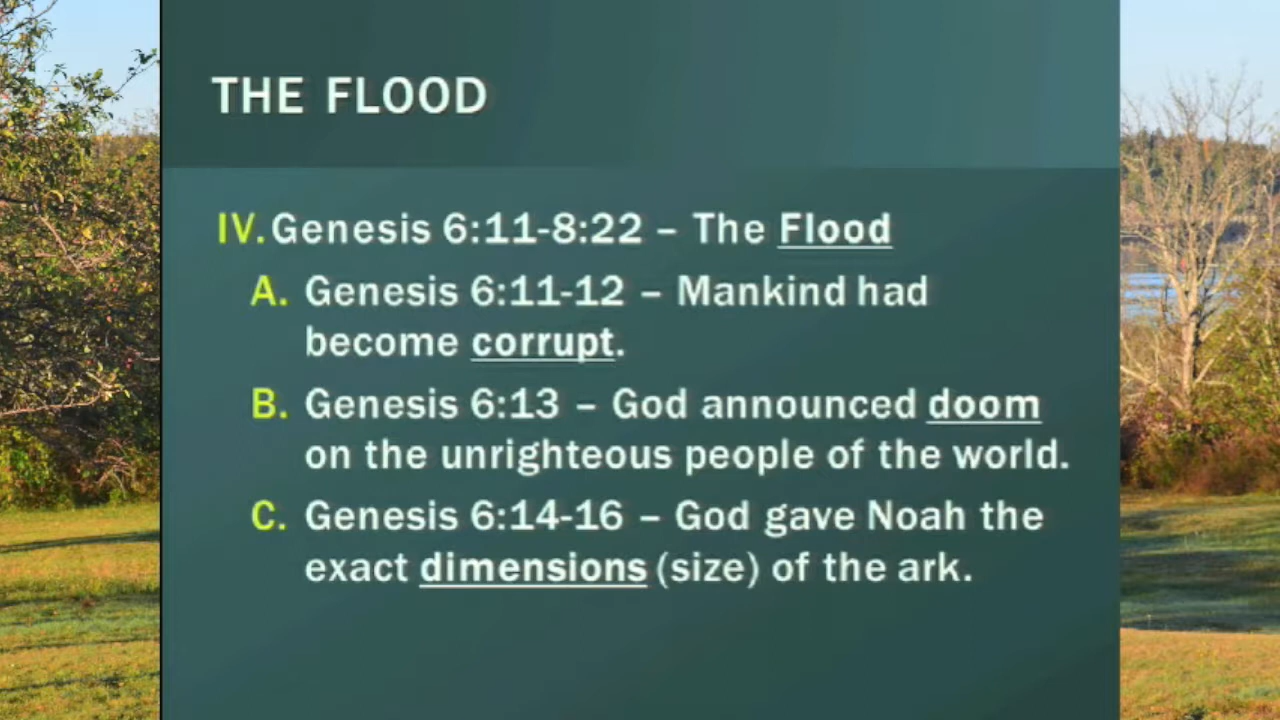 THE FLOOD
IV. Genesis 6:11-8:22 – The Flood
A. Genesis 6:11-12 – Mankind had
become corrupt.
B. Genesis 6:13 – God announced doom
on the unrighteous people of the world.
C. Genesis 6:14-16 – God gave Noah the
exact dimensions (size) of the ark.